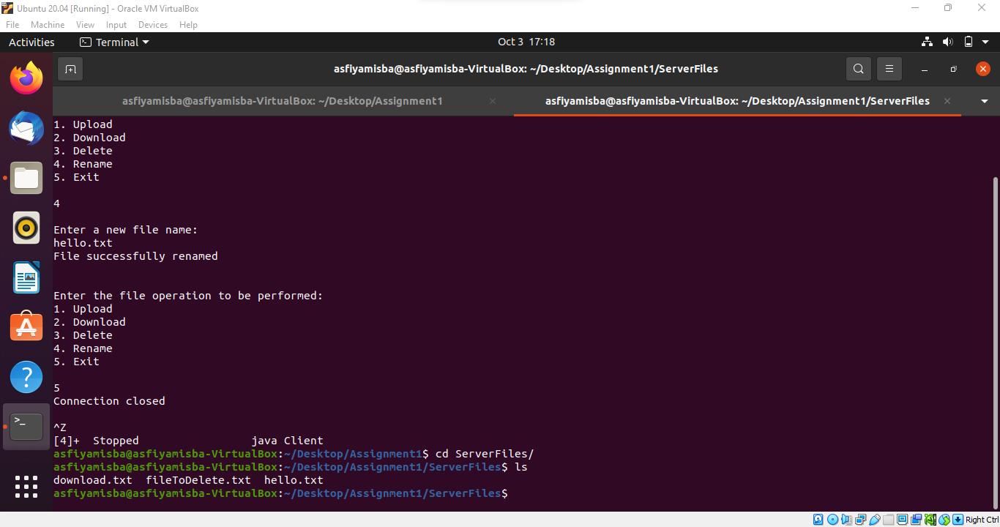 Ubuntu 20.04 [Running] - Oracle VM VirtualBox
File Machine View Input Devices Help
Activities Terminal Oct 3 17:18
asfiyamisba@asfiyamisba-VirtualBox: ~/Desktop/Assignment1/ServerFiles
asfiyamisba@asfiyamisba-VirtualBox: ~/Desktop/Assignment1 asfiyamisba@asfiyamisba-VirtualBox: ~/Desktop/Assignment1/ServerFiles
1. Upload
2. Download
3. Delete
4. Rename
5. Exit
4
Enter a new file name:
hello.txt
File successfully renamed
Enter the file operation to be performed:
1. Upload
2. Download
3. Delete
4. Rename
5. Exit
5
Connection closed
^Z
[4]+  Stopped                 java Client
asfiyamisba@asfiyamisba-VirtualBox:~/Desktop/Assignment1$ cd ServerFiles/
asfiyamisba@asfiyamisba-VirtualBox:~/Desktop/Assignment1/ServerFiles$ ls
download.txt  fileToDelete.txt  hello.txt
asfiyamisba@asfiyamisba-VirtualBox:~/Desktop/Assignment1/ServerFiles$
Right Ctrl